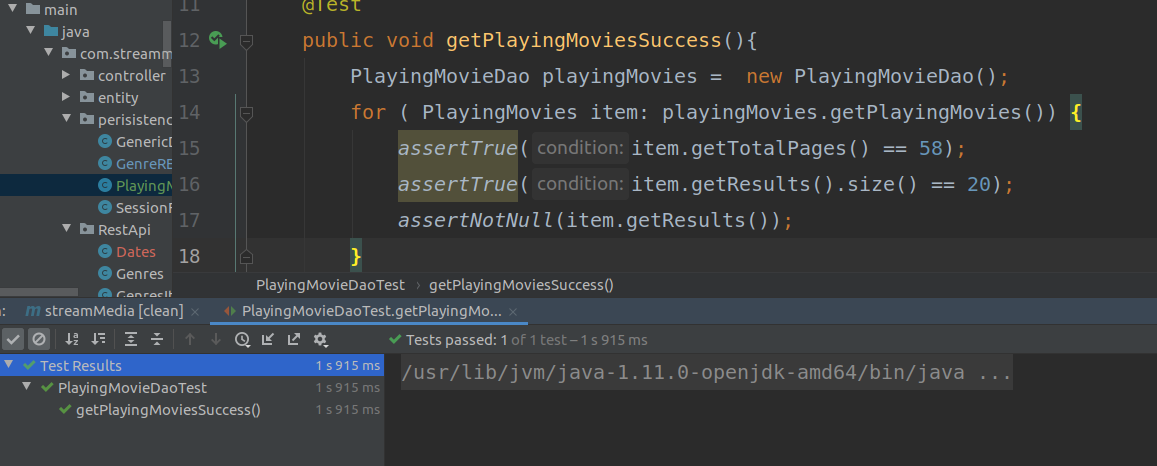 main
java
com.streamm
controller
entity
perisistenc
GenericD
GenreRE
PlayingM
SessionF
RestApi
Dates
Genres
11 @Test
12 public void getPlayingMoviesSuccess(){
13 PlayingMovieDao playingMovies = new PlayingMovieDao();
14 for ( PlayingMovies item: playingMovies.getPlayingMovies()) {
15 assertTrue( condition: item.getTotalPages() == 58);
16 assertTrue( condition: item.getResults().size() == 20);
17 assertNotNull(item.getResults());
18 }
PlayingMovieDaoTest › getPlayingMoviesSuccess()
streamMedia [clean] × PlayingMovieDaoTest.getPlayingMo... ×
Tests passed: 1 of 1 test – 1 s 915 ms
Test Results 1 s 915 ms
PlayingMovieDaoTest 1 s 915 ms
getPlayingMoviesSuccess() 1 s 915 ms
/usr/lib/jvm/java-1.11.0-openjdk-amd64/bin/java ...